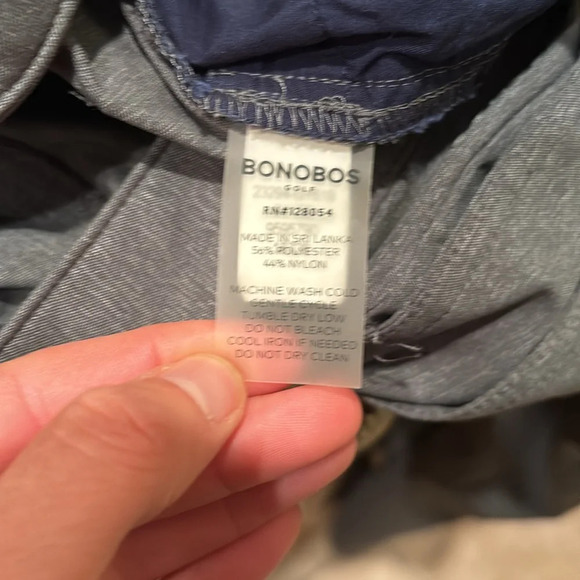 BONOBOS
GOLF
RN#128054
MADE IN SRI LANKA
56% POLYESTER
44% NYLON
MACHINE WASH COLD
GENTLE CYCLE
TUMBLE DRY LOW
DO NOT BLEACH
COOL IRON IF NEEDED
DO NOT DRY CLEAN